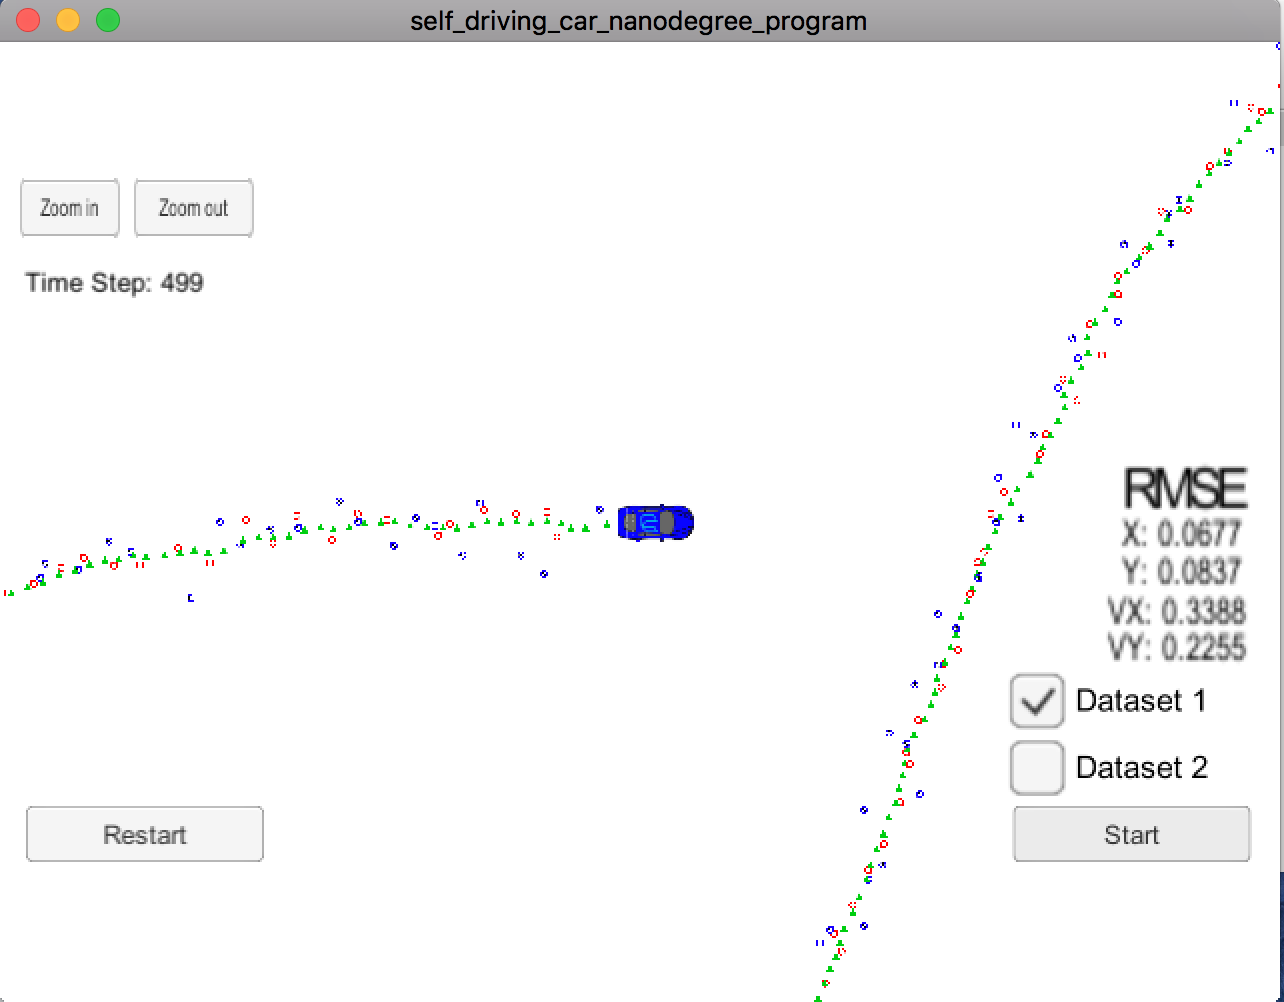 self_driving_car_nanodegree_program
Zoom in
Zoom out
Time Step: 499
RMSE
X: 0.0677
Y: 0.0837
VX: 0.3388
VY: 0.2255
Dataset 1
Dataset 2
Restart
Start